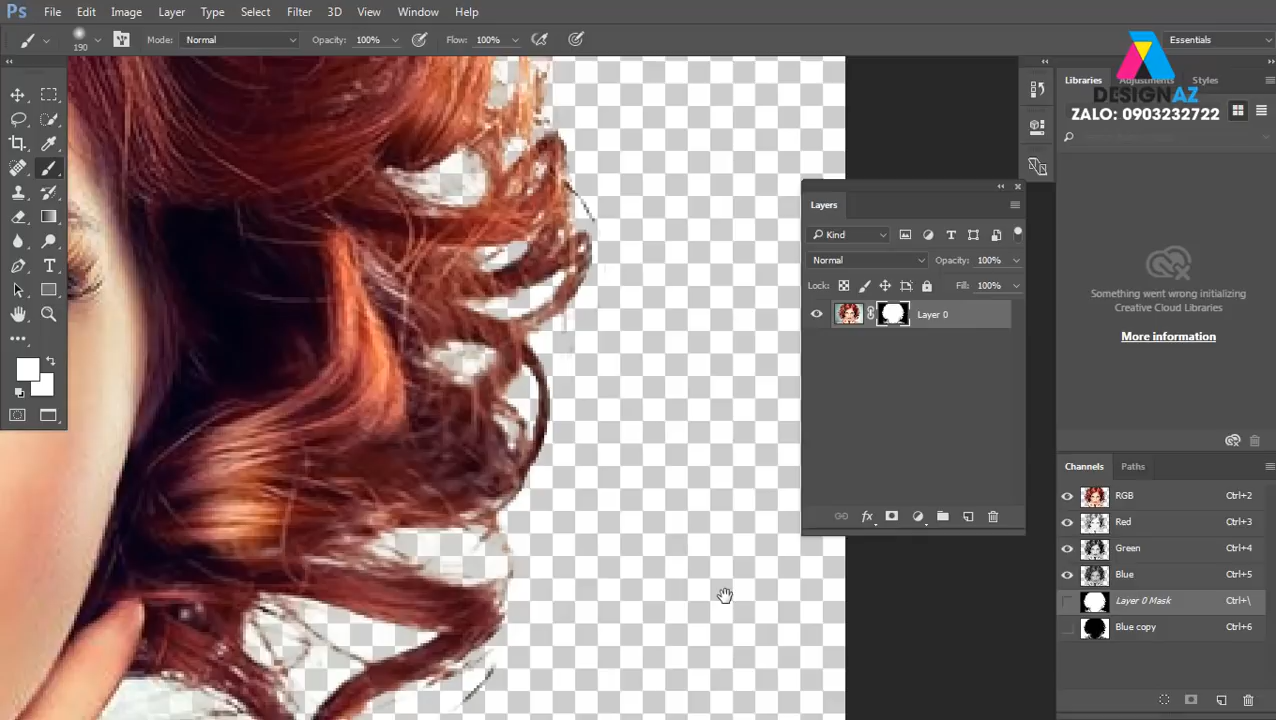 Ps File Edit Image Layer Type Select Filter 3D View Window Help
190 Mode: Normal Opacity: 100% Flow: 100% Essentials
Libraries Adjustments Styles
DESIGNAZ
ZALO: 0903232722
Layers
Kind
Normal Opacity: 100%
Lock: Fill: 100%
Layer 0
Something went wrong initializing
Creative Cloud Libraries
More information
Channels Paths
RGB Ctrl+2
Red Ctrl+3
Green Ctrl+4
Blue Ctrl+5
Layer 0 Mask Ctrl+\
Blue copy Ctrl+6